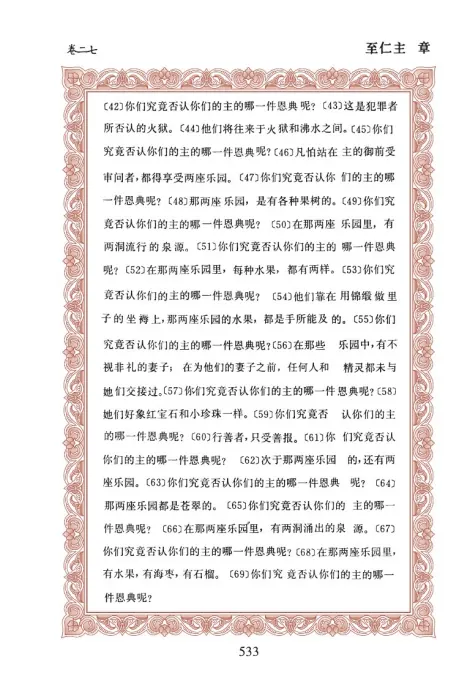 卷二七
至仁主 章
〔42〕你们究竟否认你们的主的哪一件恩典呢?〔43〕这是犯罪者
所否认的火狱。〔44〕他们将往来于火狱和沸水之间。〔45〕你们
究竟否认你们的主的哪一件恩典呢?〔46〕凡怕站在 主的御前受
审问者,都得享受两座乐园。〔47〕你们究竟否认你 们的主的哪
一件恩典呢?〔48〕那两座 乐园,是有各种果树的。〔49〕你们究
竟否认你们的主的哪一件恩典呢? 〔50〕在那两座 乐园里,有
两洞流行的泉源。〔51〕你们究竟否认你们的主的 哪一件恩典
呢?〔52〕在那两座乐园里,每种水果,都有两样。〔53〕你们究
竟否认你们的主的哪一件恩典呢? 〔54〕他们靠在 用锦缎做里
子的坐褥上,那两座乐园的水果,都是手所能及的。〔55〕你们
究竟否认你们的主的哪一件恩典呢?〔56〕在那些 乐园中,有不
视非礼的妻子; 在为他们的妻子之前,任何人和 精灵都未与
她们交接过。〔57〕你们究竟否认你们的主的哪一件 恩典呢?〔58〕
她们好象红宝石和小珍珠一样。〔59〕你们究竟否 认你们的主
的哪一件恩典呢? 〔60〕行善者,只受善报。〔61〕你 们究竟否认
你们的主的哪一件恩典呢? 〔62〕次于那两座乐园 的,还有两
座乐园。〔63〕你们究竟否认你们的主的哪一件恩典 呢? 〔64〕
那两座乐园都是苍翠的。〔65〕你们究竟否认你们的 主的哪一
件恩典呢? 〔66〕在那两座乐园里,有两洞涌出的泉 源。〔67〕
你们究竟否认你们的主的哪一件恩典呢?〔68〕在那两座乐园里,
有水果,有海枣,有石榴。〔69〕你们究 竟否认你们的主的哪一
件恩典呢?
533